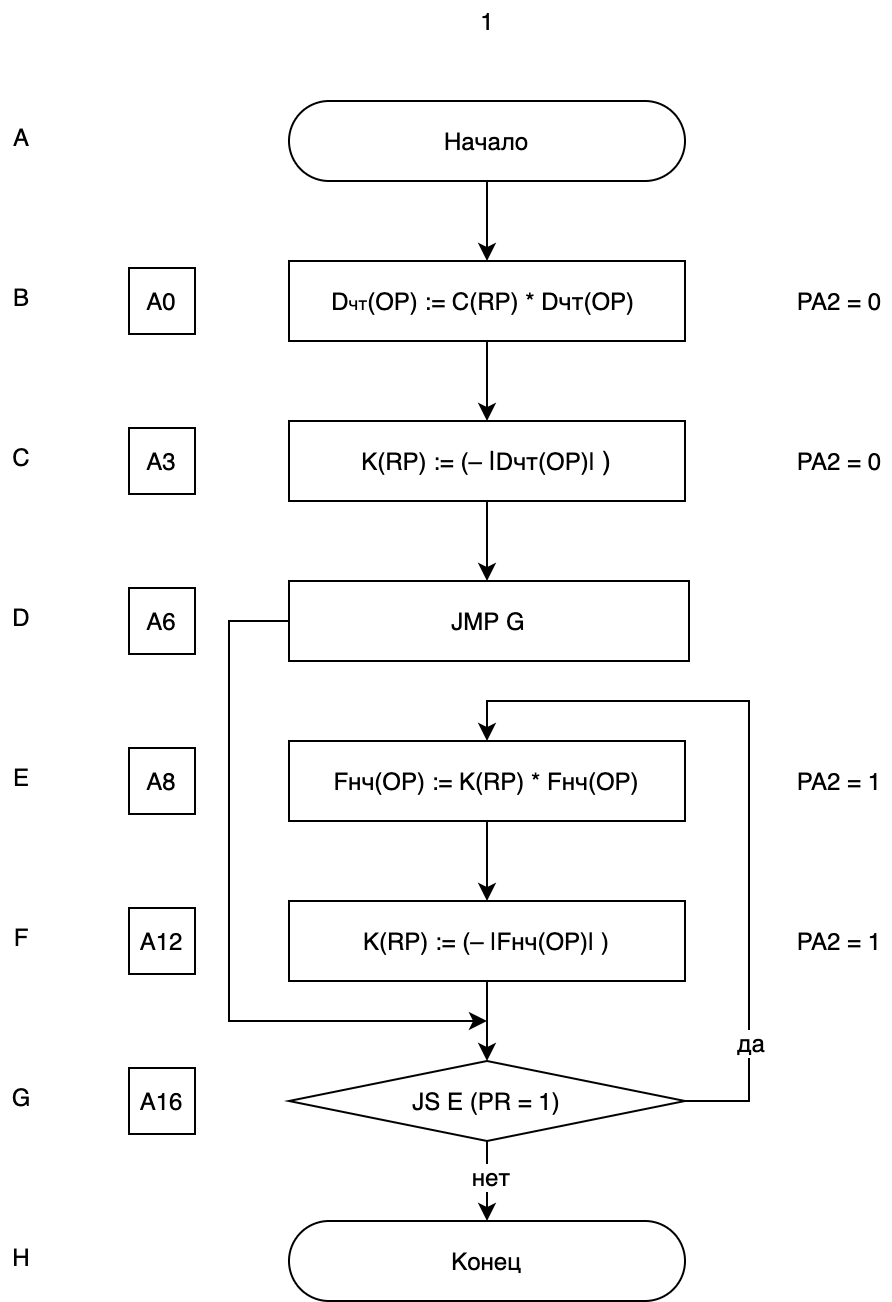 1
A
Начало
B
A0
Dчт(OP) := C(RP) * Dчт(OP)
PA2 = 0
C
A3
K(RP) := (– |Dчт(OP)| )
PA2 = 0
D
A6
JMP G
E
A8
Fнч(OP) := K(RP) * Fнч(OP)
PA2 = 1
F
A12
K(RP) := (– |Fнч(OP)| )
PA2 = 1
да
G
A16
JS E (PR = 1)
нет
H
Конец